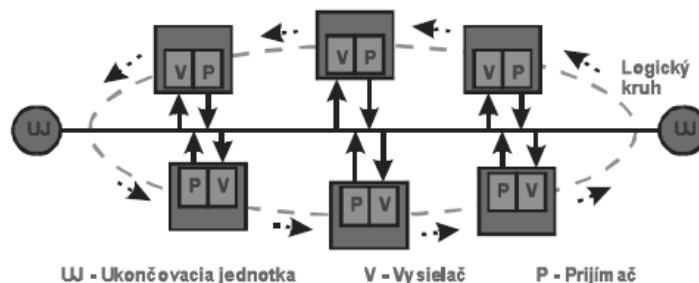 V P
V P
V P
Logický
kruh
UJ
UJ
P V
P V
P V
UJ - Ukončovacia jednotka V - Vysielač P - Prijímač